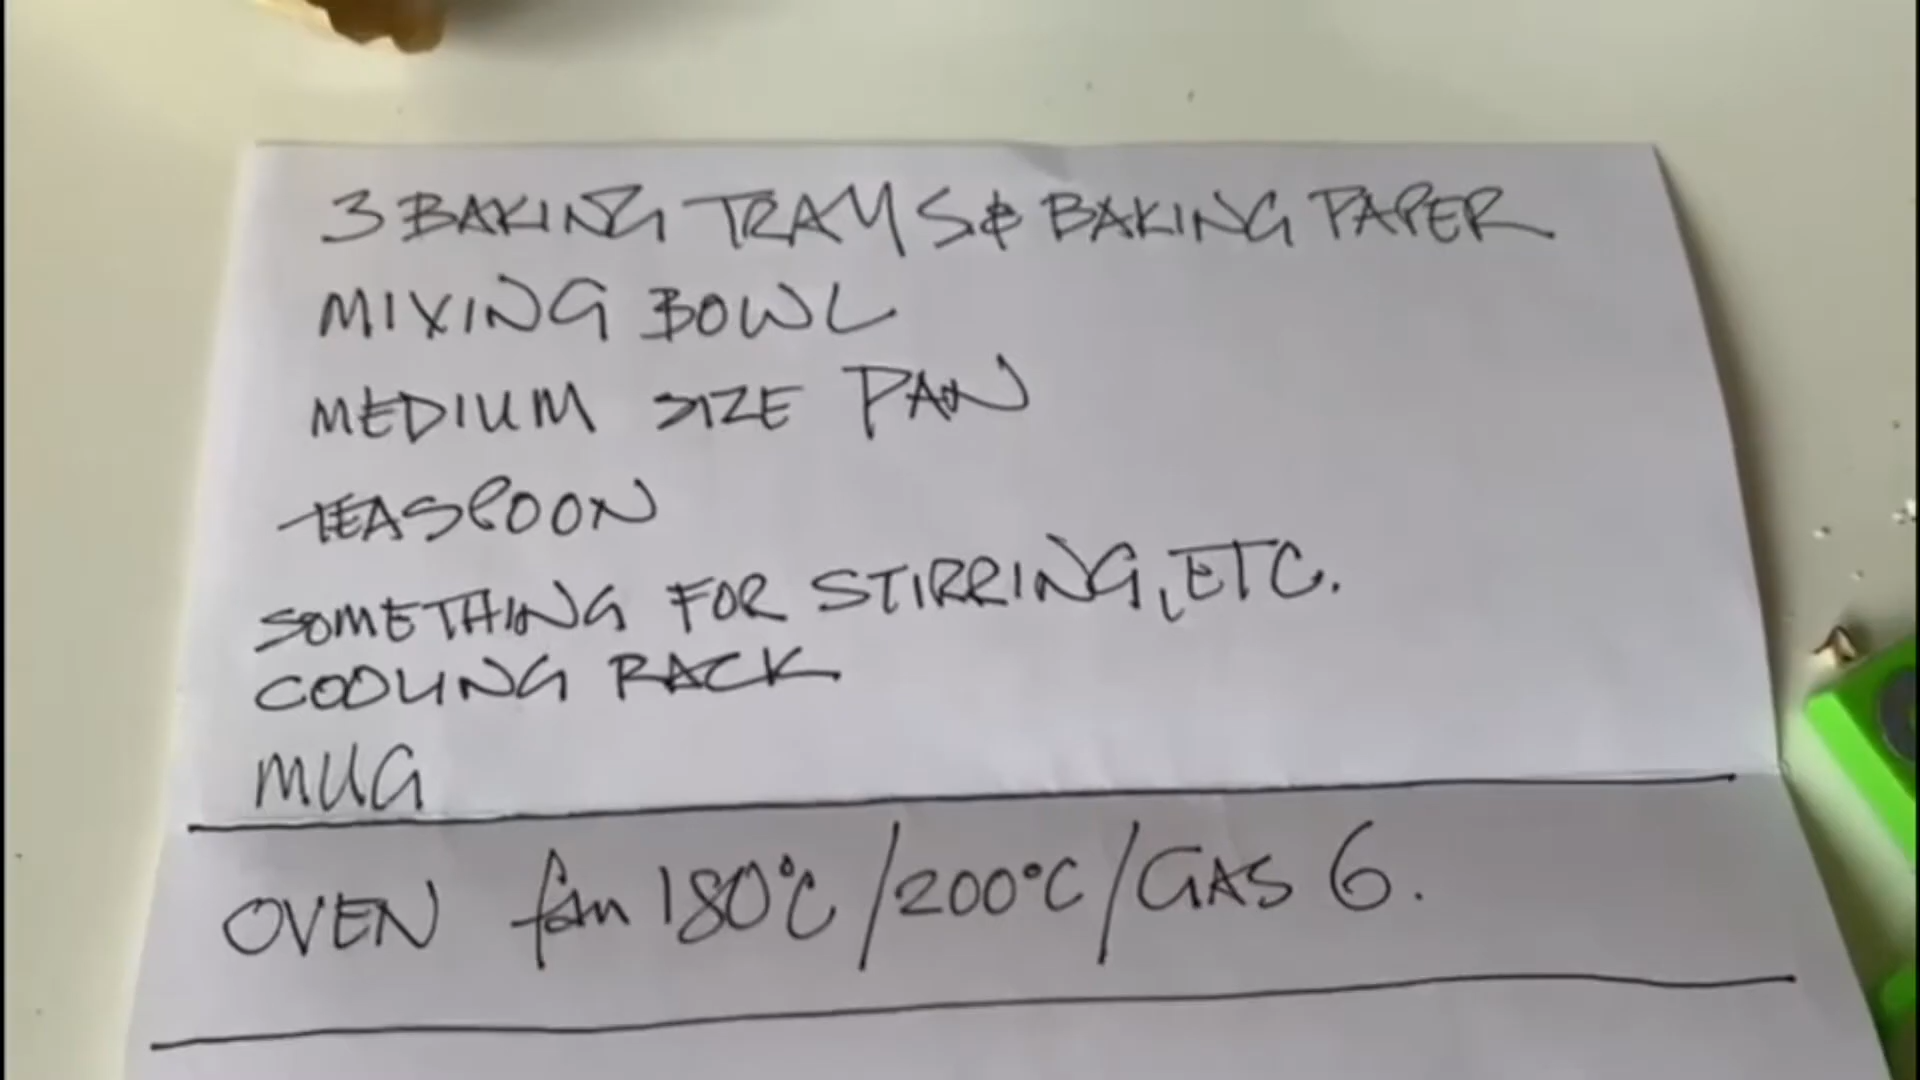 3 BAKING TRAYS & BAKING PAPER
MIXING BOWL
MEDIUM SIZE PAN
TEASPOON
SOMETHING FOR STIRRING, ETC.
COOLING RACK
MUG
OVEN fan 180°C/200°C/GAS 6.